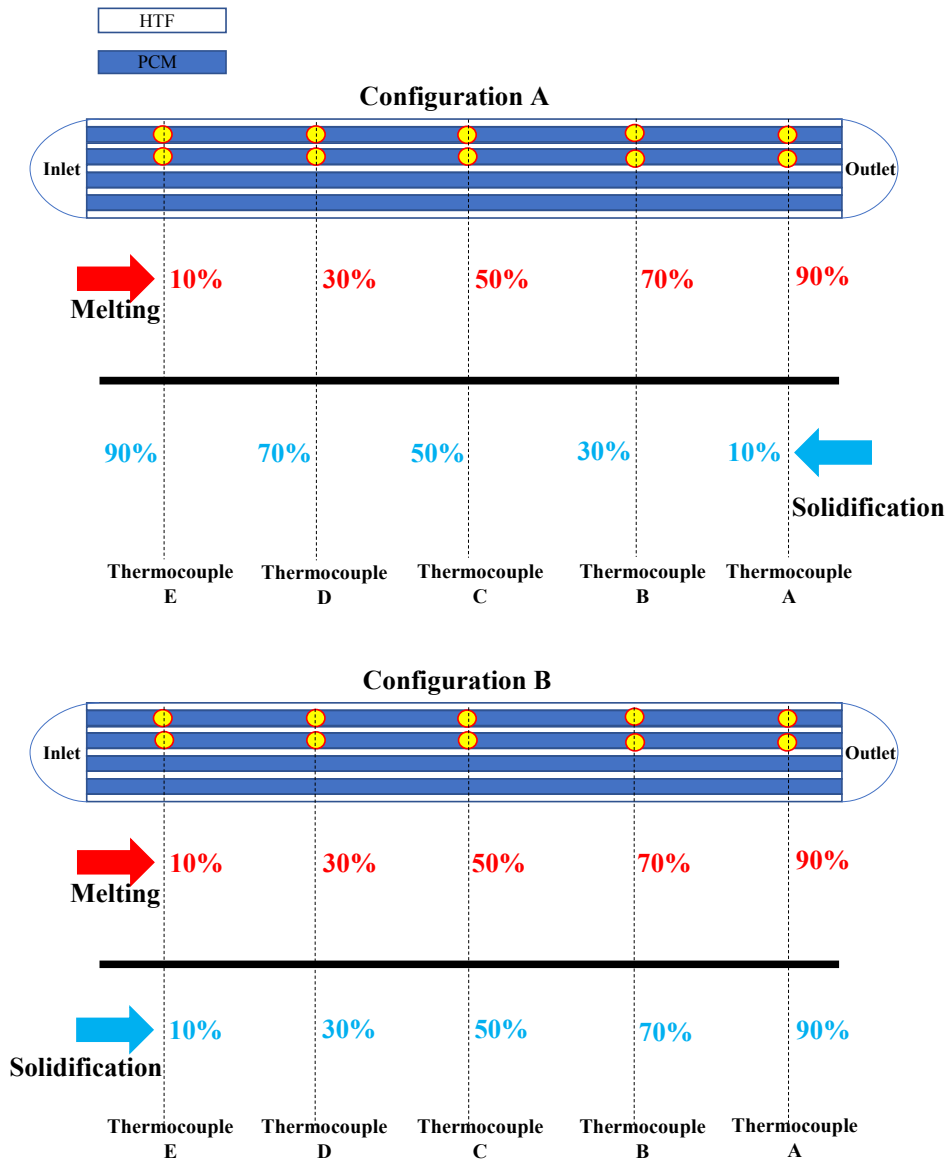 HTF
PCM
Configuration A
Inlet
Outlet
10% 30% 50% 70% 90%
Melting
90% 70% 50% 30% 10%
Solidification
Thermocouple Thermocouple Thermocouple Thermocouple Thermocouple
E D C B A
Configuration B
Inlet
Outlet
10% 30% 50% 70% 90%
Melting
10% 30% 50% 70% 90%
Solidification
Thermocouple Thermocouple Thermocouple Thermocouple Thermocouple
E D C B A